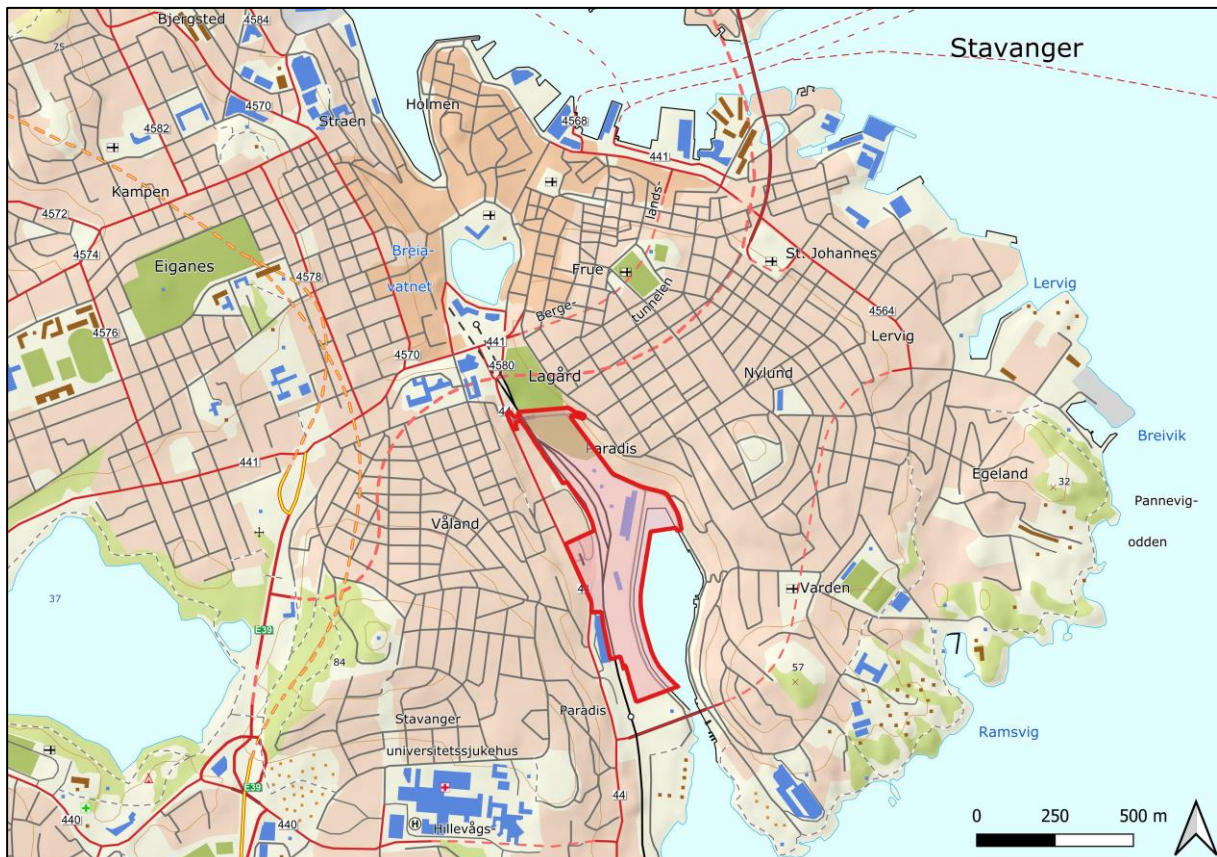 Bjergsted
4584
Stavanger
75
4570
Holmen
4568
Straen
4582
441
Kampen
lands-
4572
4574
Eiganes
4578
Breia-
vatnet
Frue
St. Johannes
Berge-
tunnelen
Lervig
4564
4576
Lervig
4570
441
4580
Lagård
Nylund
44
Paradis
Breivik
441
Egeland
32
Pannevig-
odden
Våland
37
Varden
E39
84
57
Stavanger
universitetssjukehus
Paradis
Ramsvig
E39
440
440
44
H
Hillevågs-
0 250 500 m